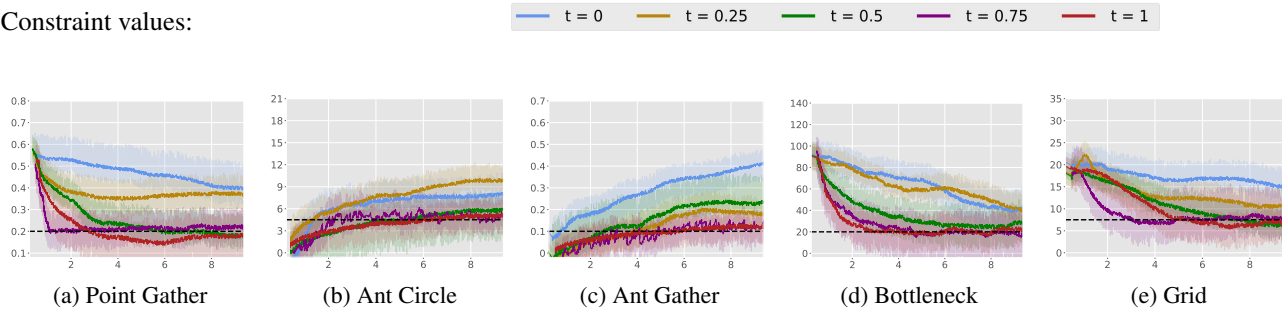 Constraint values:
t = 0 t = 0.25 t = 0.5 t = 0.75 t = 1
0.8 0.7 0.6 0.5 0.4 0.3 0.2 0.1
2 4 6 8
21 18 15 12 9 6 3 0
2 4 6 8
0.7 0.6 0.5 0.4 0.3 0.2 0.1 0
2 4 6 8
140 120 100 80 60 40 20 0
2 4 6 8
35 30 25 20 15 10 5 0
2 4 6 8
(a) Point Gather (b) Ant Circle (c) Ant Gather (d) Bottleneck (e) Grid